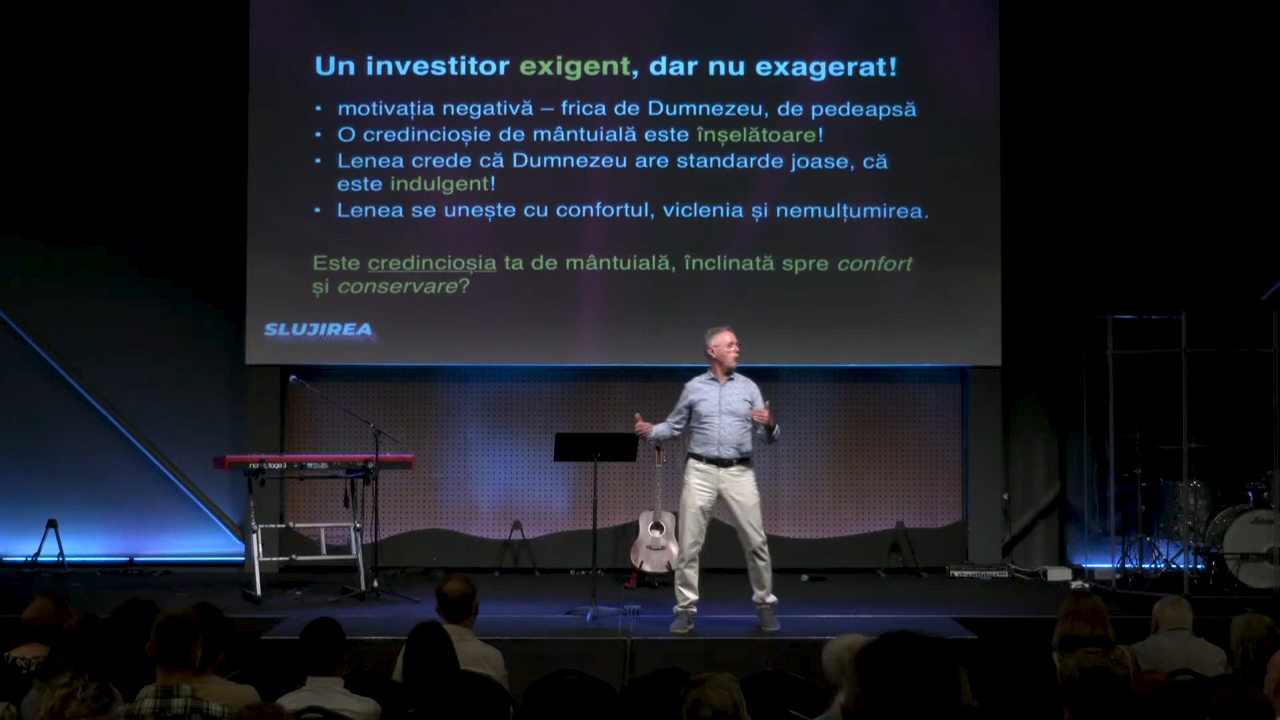 Un investitor exigent, dar nu exagerat!
• motivația negativă – frica de Dumnezeu, de pedeapsă
• O credincioșie de mântuială este înșelătoare!
• Lenea crede că Dumnezeu are standarde joase, că
este indulgent!
• Lenea se unește cu confortul, viclenia și nemulțumirea.
Este credincioșia ta de mântuială, înclinată spre confort
și conservare?
SLUJIREA